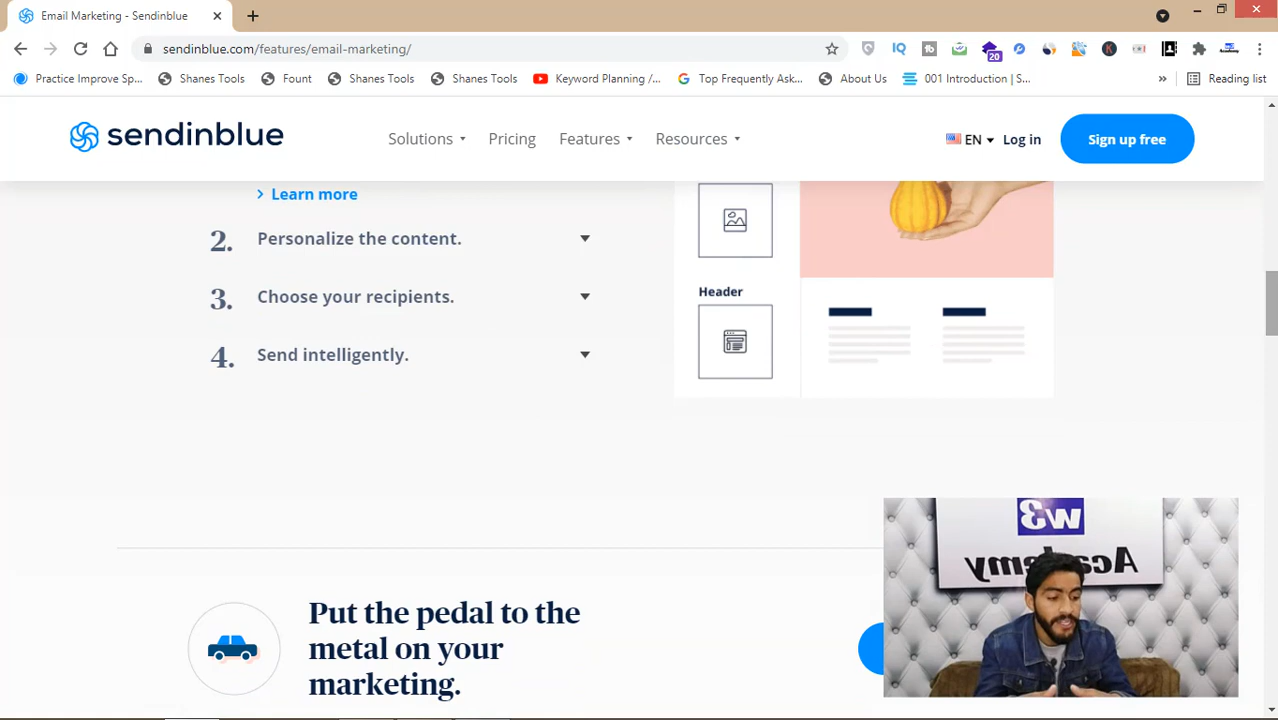 Email Marketing - Sendinblue
sendinblue.com/features/email-marketing/
20
Practice Improve Sp...
Shanes Tools
Fount
Shanes Tools
Shanes Tools
Keyword Planning /...
Top Frequently Ask...
About Us
001 Introduction | S...
»
Reading list
sendinblue
Solutions
Pricing
Features
Resources
EN
Log in
Sign up free
Learn more
2. Personalize the content.
3. Choose your recipients.
4. Send intelligently.
Header
Put the pedal to the
metal on your
marketing.
w3
Academy